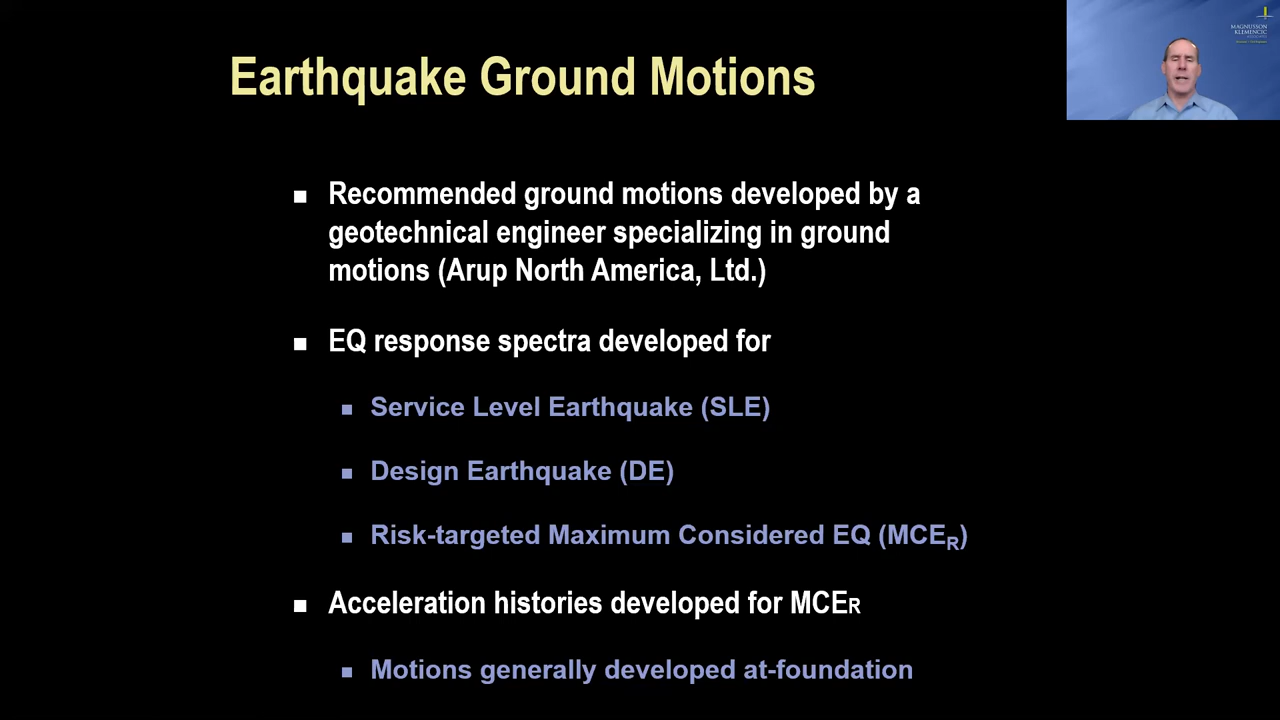 Earthquake Ground Motions
MAGNUSSON
KLEMENCIC
Recommended ground motions developed by a
geotechnical engineer specializing in ground
motions (Arup North America, Ltd.)
EQ response spectra developed for
Service Level Earthquake (SLE)
Design Earthquake (DE)
Risk-targeted Maximum Considered EQ (MCER)
Acceleration histories developed for MCER
Motions generally developed at-foundation